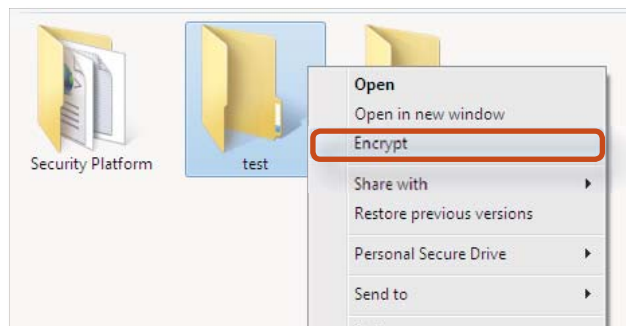 Security Platform
test
Open
Open in new window
Encrypt
Share with
Restore previous versions
Personal Secure Drive
Send to